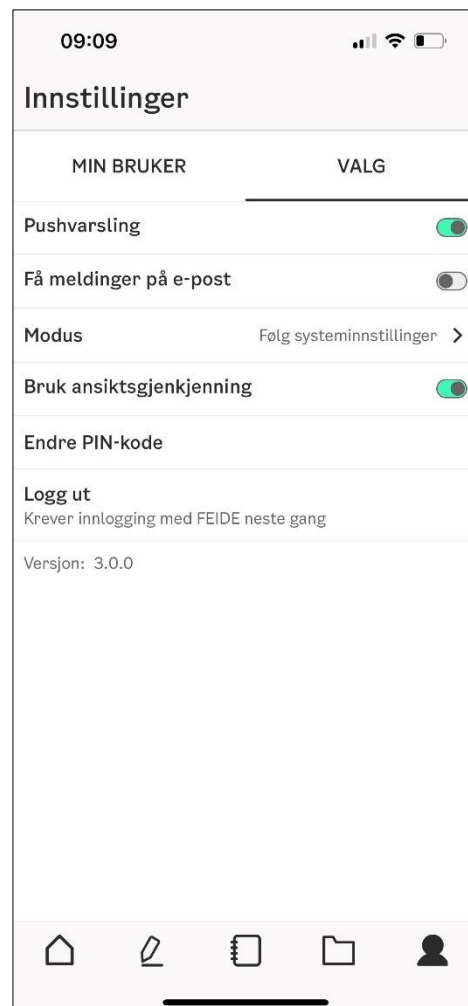 09:09
Innstillinger
MIN BRUKER VALG
Pushvarsling
Få meldinger på e-post
Modus Følg systeminnstillinger
Bruk ansiktsgjenkjenning
Endre PIN-kode
Logg ut
Krever innlogging med FEIDE neste gang
Versjon: 3.0.0